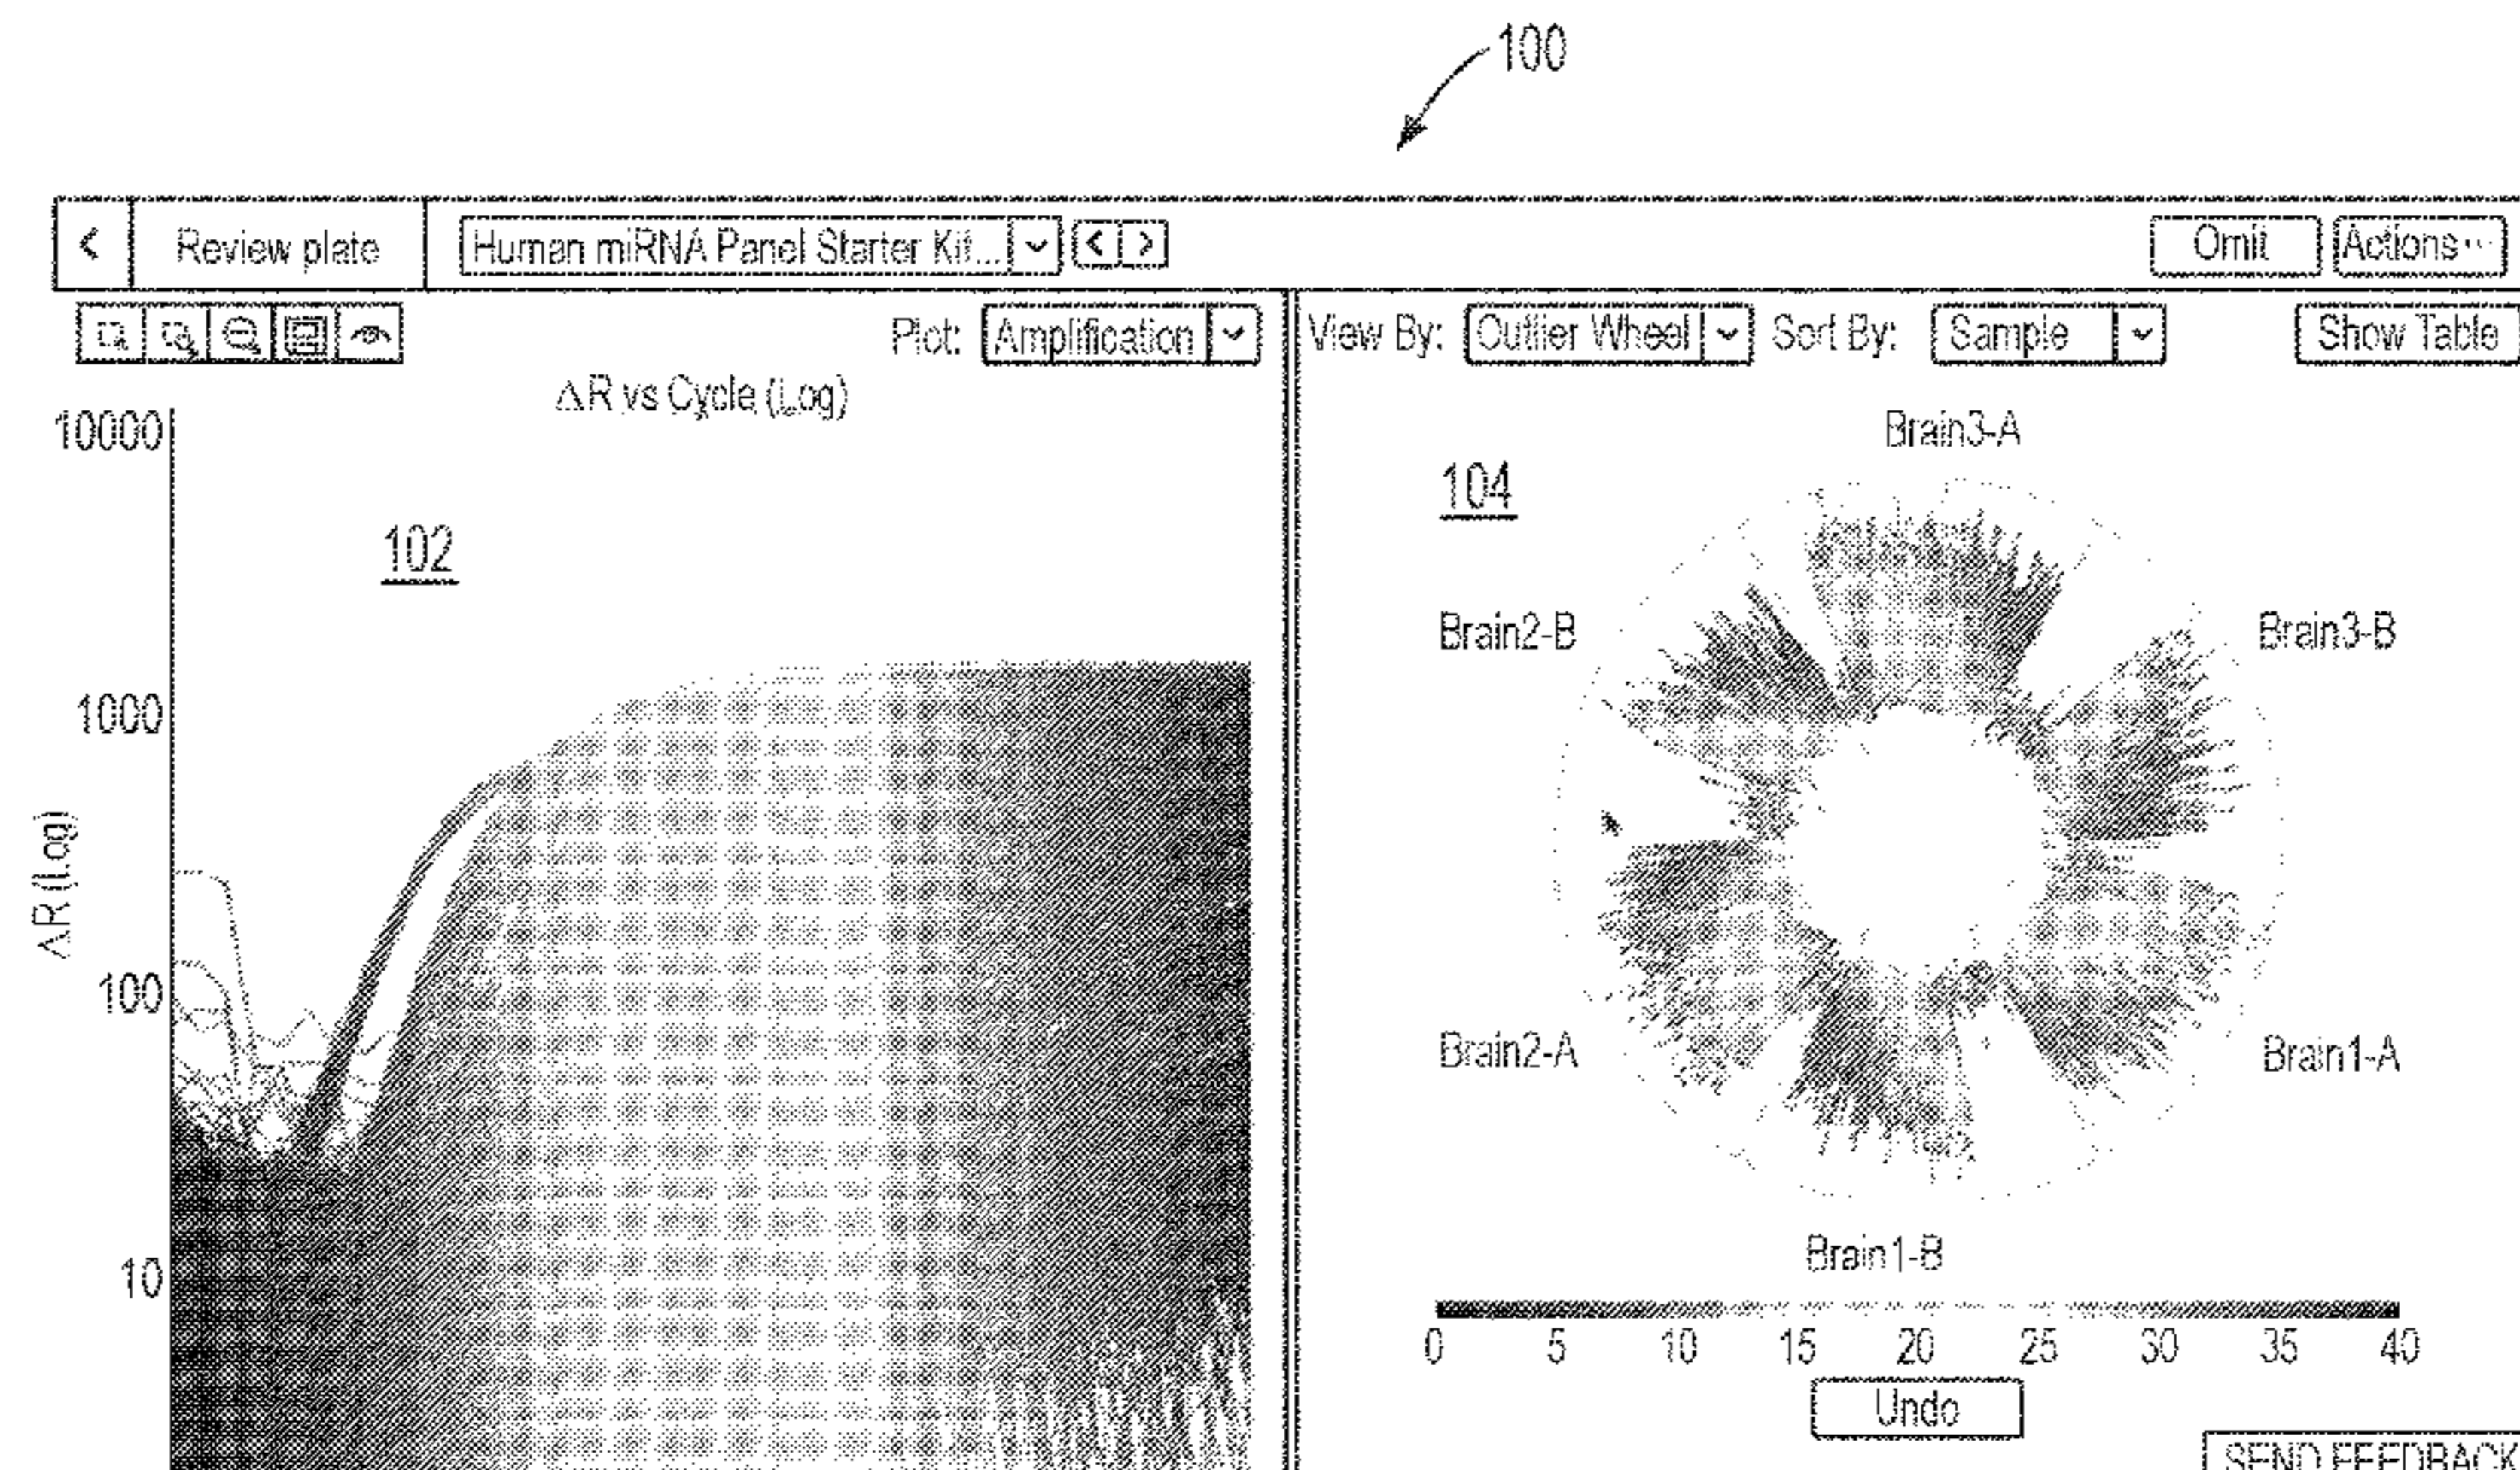 100
< Review plate Human miRNA Panel Starter Kit... < > Omit Actions...
Plot: Amplification View By: Outlier Wheel Sort By: Sample Show Table
ΔR vs Cycle (Log)
10000
1000
100
10
ΔR (Log)
102
104
Brain3-A
Brain2-B
Brain3-B
Brain2-A
Brain1-A
Brain1-B
0 5 10 15 20 25 30 35 40
Undo
SEND FEEDBACK